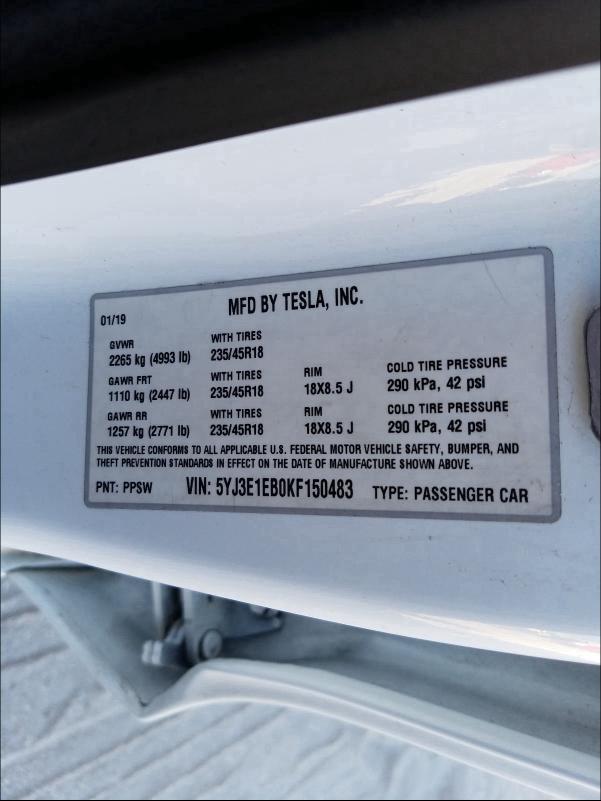 MFD BY TESLA, INC.
01/19
GVWR WITH TIRES
2265 kg (4993 lb) 235/45R18
GAWR FRT WITH TIRES RIM COLD TIRE PRESSURE
1110 kg (2447 lb) 235/45R18 18X8.5 J 290 kPa, 42 psi
GAWR RR WITH TIRES RIM COLD TIRE PRESSURE
1257 kg (2771 lb) 235/45R18 18X8.5 J 290 kPa, 42 psi
THIS VEHICLE CONFORMS TO ALL APPLICABLE U.S. FEDERAL MOTOR VEHICLE SAFETY, BUMPER, AND
THEFT PREVENTION STANDARDS IN EFFECT ON THE DATE OF MANUFACTURE SHOWN ABOVE.
PNT: PPSW VIN: 5YJ3E1EB0KF150483 TYPE: PASSENGER CAR